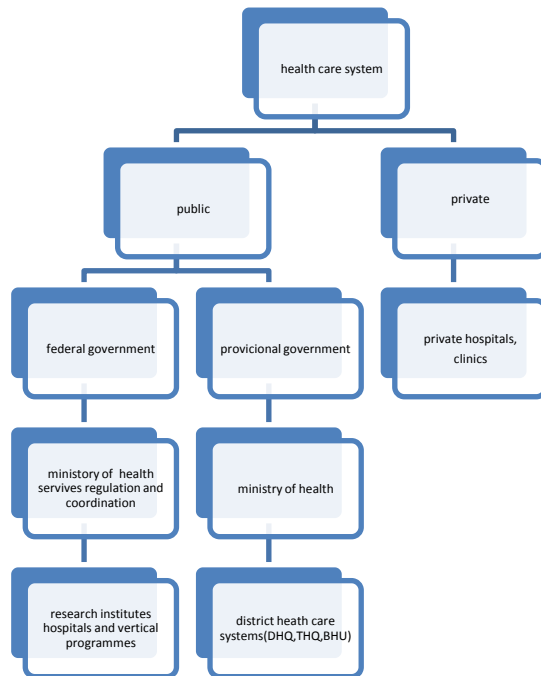 health care system
public
private
federal government
provicional government
private hospitals,
clinics
ministory of health
servives regulation and
coordination
ministry of health
research institutes
hospitals and vertical
programmes
district heath care
systems(DHQ,THQ,BHU)